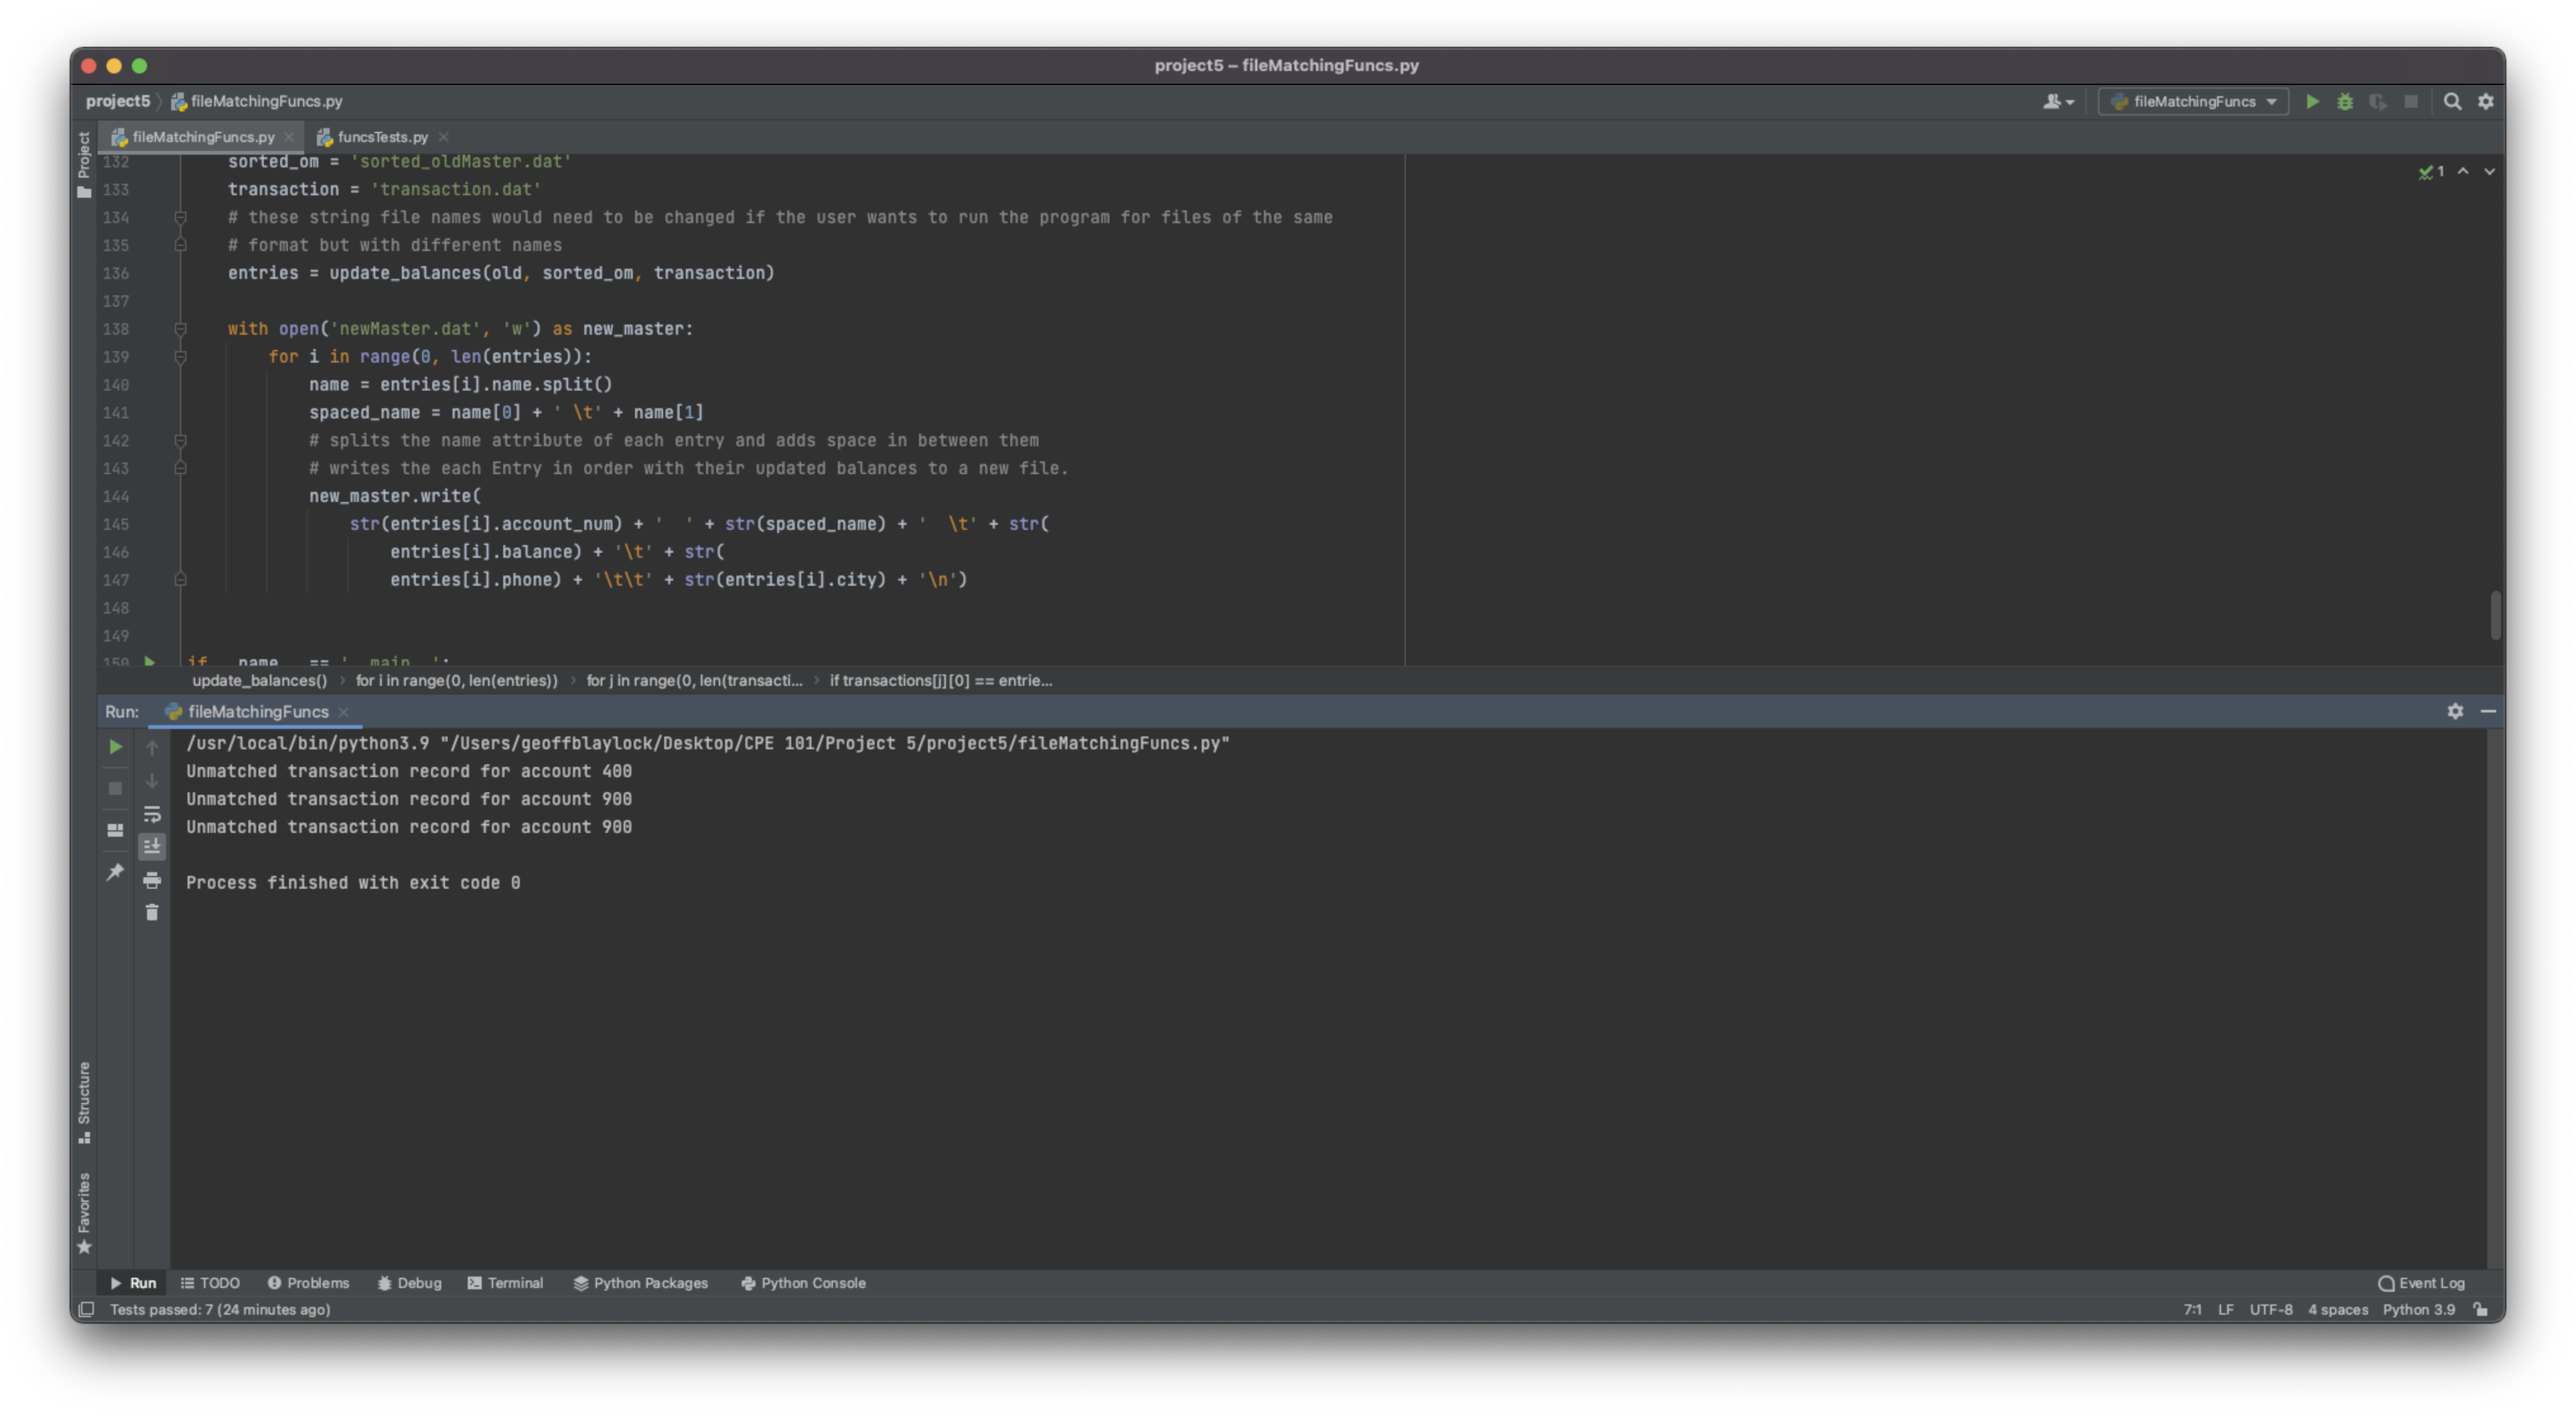 project5 – fileMatchingFuncs.py
project5 fileMatchingFuncs.py
fileMatchingFuncs
fileMatchingFuncs.py funcsTests.py
Project
1
132 sorted_om = 'sorted_oldMaster.dat'
133 transaction = 'transaction.dat'
134 # these string file names would need to be changed if the user wants to run the program for files of the same
135 # format but with different names
136 entries = update_balances(old, sorted_om, transaction)
137
138 with open('newMaster.dat', 'w') as new_master:
139 for i in range(0, len(entries)):
140 name = entries[i].name.split()
141 spaced_name = name[0] + ' \t' + name[1]
142 # splits the name attribute of each entry and adds space in between them
143 # writes the each Entry in order with their updated balances to a new file.
144 new_master.write(
145 str(entries[i].account_num) + '  ' + str(spaced_name) + '  \t' + str(
146 entries[i].balance) + '\t' + str(
147 entries[i].phone) + '\t\t' + str(entries[i].city) + '\n')
148
149
150 if __name__ == '__main__':
update_balances() for i in range(0, len(entries)) for j in range(0, len(transacti... if transactions[j][0] == entrie...
Run: fileMatchingFuncs
/usr/local/bin/python3.9 "/Users/geoffblaylock/Desktop/CPE 101/Project 5/project5/fileMatchingFuncs.py"
Unmatched transaction record for account 400
Unmatched transaction record for account 900
Unmatched transaction record for account 900
Process finished with exit code 0
Structure
Favorites
Run TODO Problems Debug Terminal Python Packages Python Console Event Log
Tests passed: 7 (24 minutes ago) 7:1 LF UTF-8 4 spaces Python 3.9